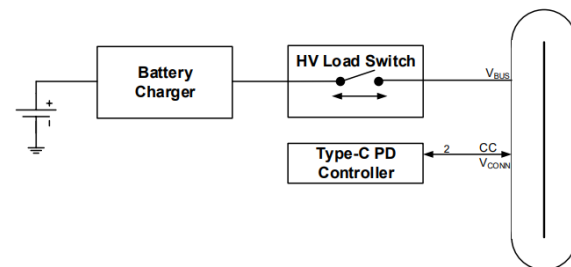 Battery
Charger
HV Load Switch
VBUS
+
-
Type-C PD
Controller
2
CC
VCONN